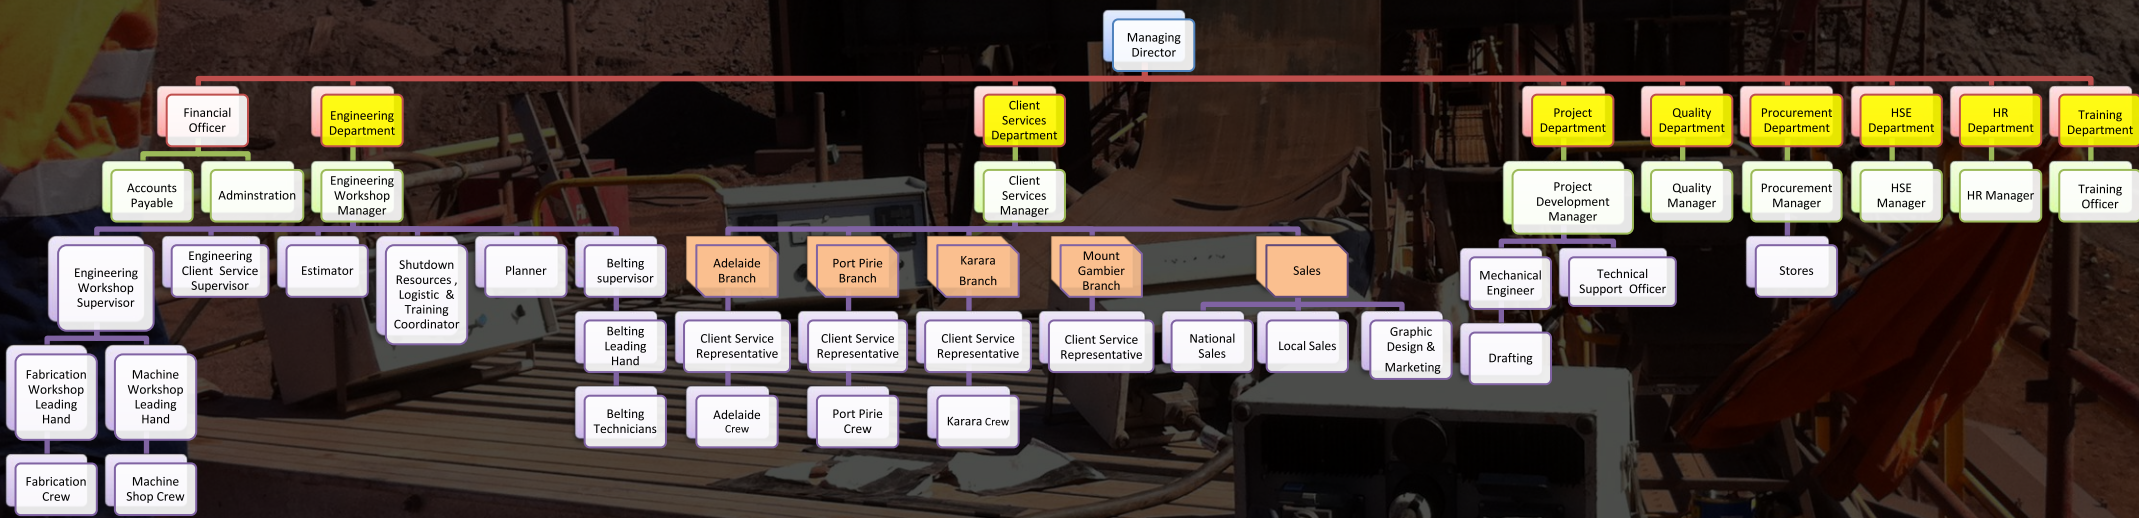 Managing
Director
Financial
Officer
Engineering
Department
Client
Services
Department
Project
Department
Quality
Department
Procurement
Department
HSE
Department
HR
Department
Training
Department
Accounts
Payable
Adminstration
Engineering
Workshop
Manager
Client
Services
Manager
Project
Development
Manager
Quality
Manager
Procurement
Manager
HSE
Manager
HR Manager
Training
Officer
Engineering
Workshop
Supervisor
Engineering
Client Service
Supervisor
Estimator
Shutdown
Resources ,
Logistic &
Training
Coordinator
Planner
Belting
supervisor
Adelaide
Branch
Port Pirie
Branch
Karara
Branch
Mount
Gambier
Branch
Sales
Mechanical
Engineer
Technical
Support Officer
Stores
Fabrication
Workshop
Leading
Hand
Machine
Workshop
Leading
Hand
Belting
Leading
Hand
Client Service
Representative
Client Service
Representative
Client Service
Representative
Client Service
Representative
National
Sales
Local Sales
Graphic
Design &
Marketing
Drafting
Fabrication
Crew
Machine
Shop Crew
Belting
Technicians
Adelaide
Crew
Port Pirie
Crew
Karara Crew